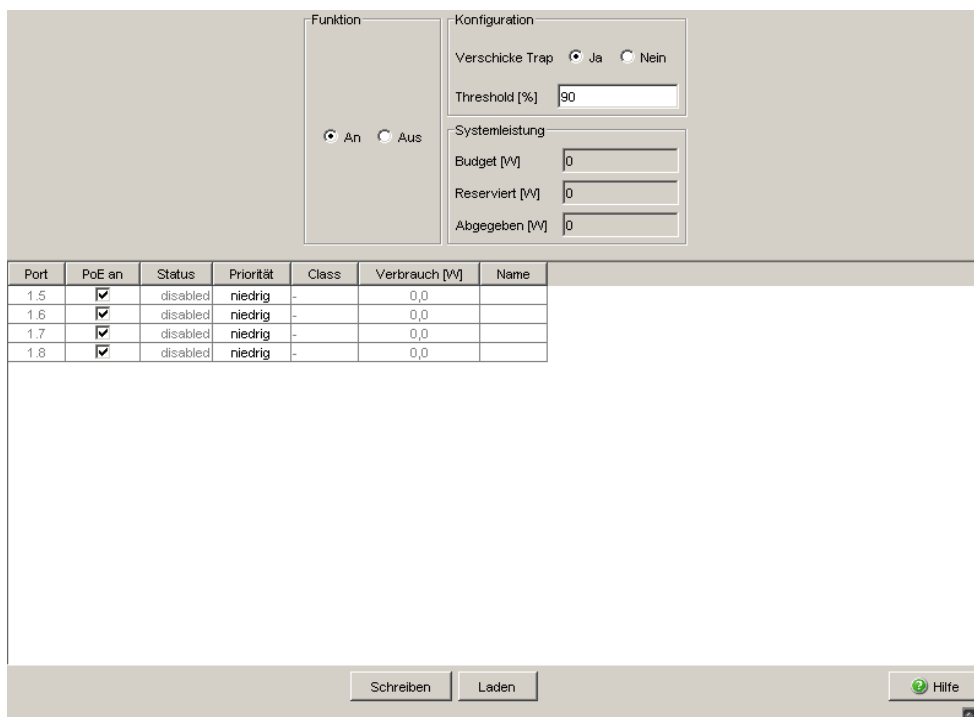 Funktion
An Aus
Konfiguration
Verschicke Trap Ja Nein
Threshold [%] 90
Systemleistung
Budget [W] 0
Reserviert [W] 0
Abgegeben [W] 0
Port PoE an Status Priorität Class Verbrauch [W] Name
1.5 disabled niedrig - 0,0
1.6 disabled niedrig - 0,0
1.7 disabled niedrig - 0,0
1.8 disabled niedrig - 0,0
Schreiben Laden Hilfe